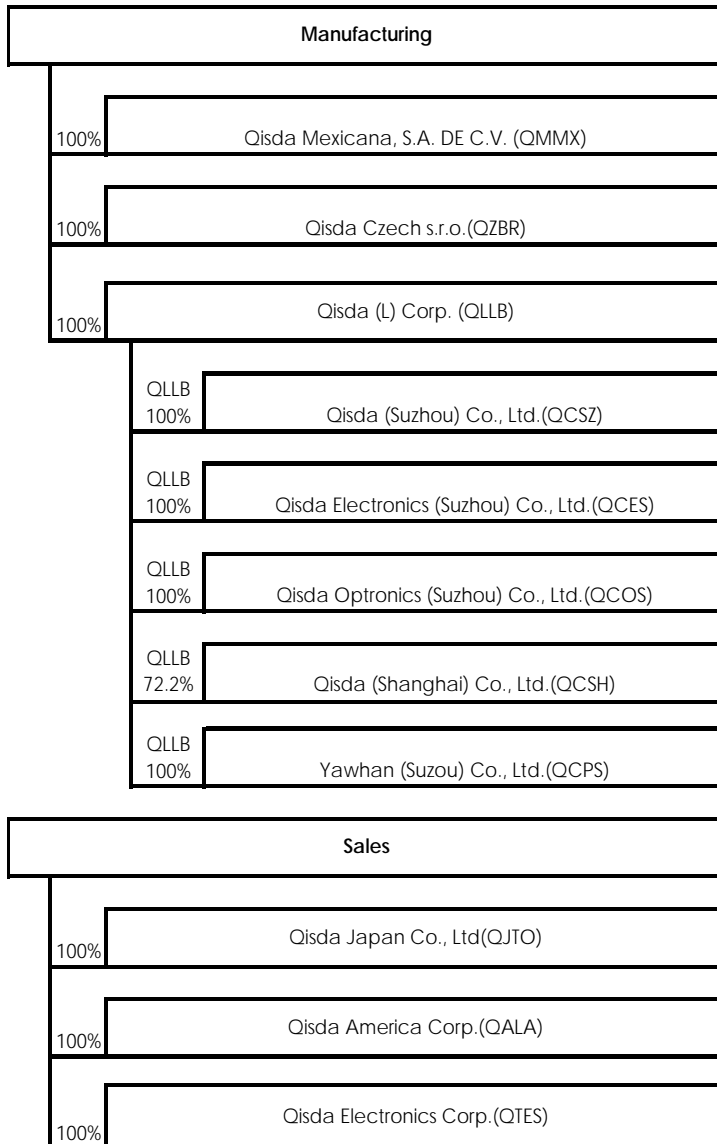 Manufacturing
100%
Qisda Mexicana, S.A. DE C.V. (QMMX)
100%
Qisda Czech s.r.o.(QZBR)
100%
Qisda (L) Corp. (QLLB)
QLLB
100%
Qisda (Suzhou) Co., Ltd.(QCSZ)
QLLB
100%
Qisda Electronics (Suzhou) Co., Ltd.(QCES)
QLLB
100%
Qisda Optronics (Suzhou) Co., Ltd.(QCOS)
QLLB
72.2%
Qisda (Shanghai) Co., Ltd.(QCSH)
QLLB
100%
Yawhan (Suzou) Co., Ltd.(QCPS)
Sales
100%
Qisda Japan Co., Ltd(QJTO)
100%
Qisda America Corp.(QALA)
100%
Qisda Electronics Corp.(QTES)